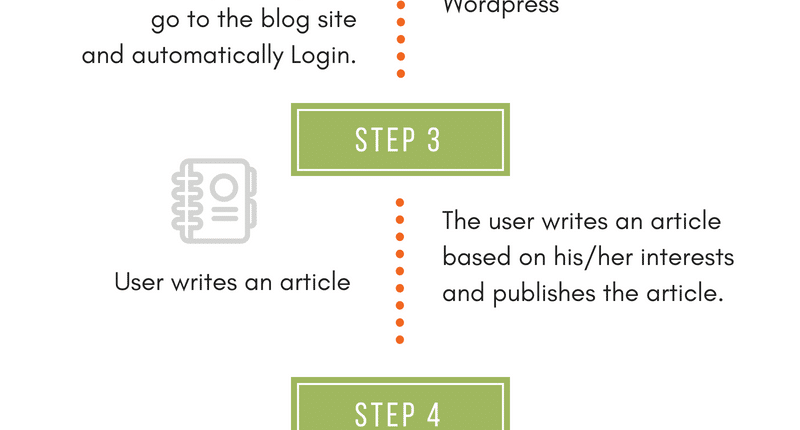 go to the blog site
and automatically Login.
Wordpress
STEP 3
User writes an article
The user writes an article
based on his/her interests
and publishes the article.
STEP 4